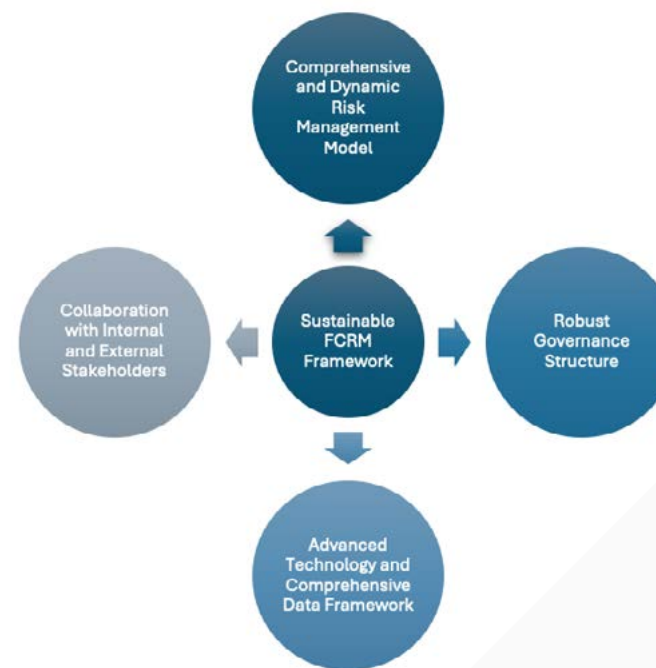 Comprehensive
and Dynamic
Risk
Management
Model
Collaboration
with Internal
and External
Stakeholders
Sustainable
FCRM
Framework
Robust
Governance
Structure
Advanced
Technology and
Comprehensive
Data Framework